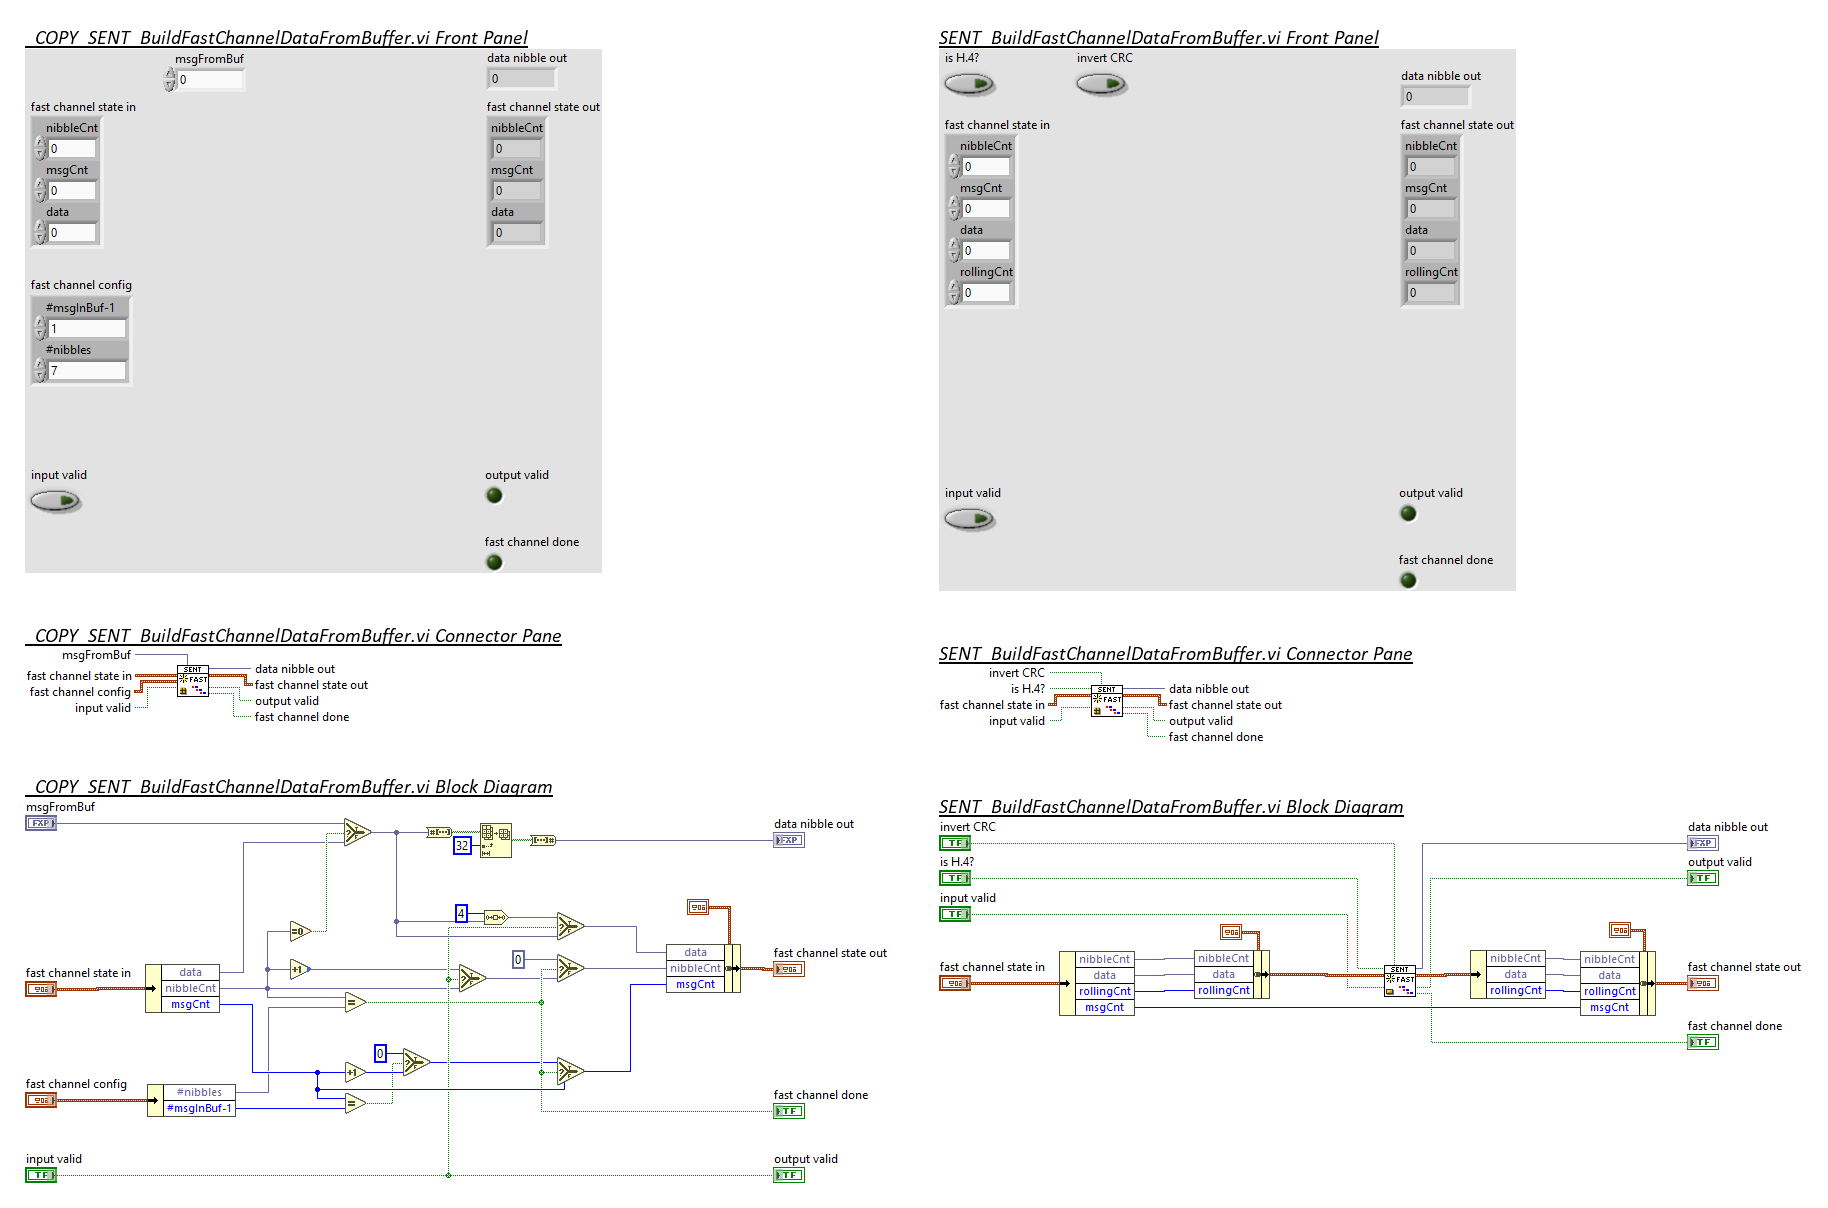 _COPY_SENT_BuildFastChannelDataFromBuffer.vi Front Panel
msgFromBuf
0
data nibble out
0
fast channel state in
nibbleCnt
0
msgCnt
0
data
0
fast channel state out
nibbleCnt
0
msgCnt
0
data
0
fast channel config
#msgInBuf-1
1
#nibbles
7
input valid
output valid
fast channel done
_COPY_SENT_BuildFastChannelDataFromBuffer.vi Connector Pane
msgFromBuf
fast channel state in
fast channel config
input valid
SENT
FAST
data nibble out
fast channel state out
output valid
fast channel done
_COPY_SENT_BuildFastChannelDataFromBuffer.vi Block Diagram
msgFromBuf
FXP
32
data nibble out
FXP
4
=0
+1
0
=
fast channel state in
data
nibbleCnt
msgCnt
data
nibbleCnt
msgCnt
fast channel state out
0
+1
=
fast channel config
#nibbles
#msgInBuf-1
fast channel done
TF
input valid
TF
output valid
TF
SENT_BuildFastChannelDataFromBuffer.vi Front Panel
is H.4?
invert CRC
data nibble out
0
fast channel state in
nibbleCnt
0
msgCnt
0
data
0
rollingCnt
0
fast channel state out
nibbleCnt
0
msgCnt
0
data
0
rollingCnt
0
input valid
output valid
fast channel done
SENT_BuildFastChannelDataFromBuffer.vi Connector Pane
invert CRC
is H.4?
fast channel state in
input valid
SENT
FAST
data nibble out
fast channel state out
output valid
fast channel done
SENT_BuildFastChannelDataFromBuffer.vi Block Diagram
invert CRC
TF
is H.4?
TF
input valid
TF
data nibble out
FXP
output valid
TF
fast channel state in
nibbleCnt
data
rollingCnt
msgCnt
nibbleCnt
data
rollingCnt
SENT
FAST
nibbleCnt
data
rollingCnt
nibbleCnt
data
rollingCnt
msgCnt
fast channel state out
fast channel done
TF